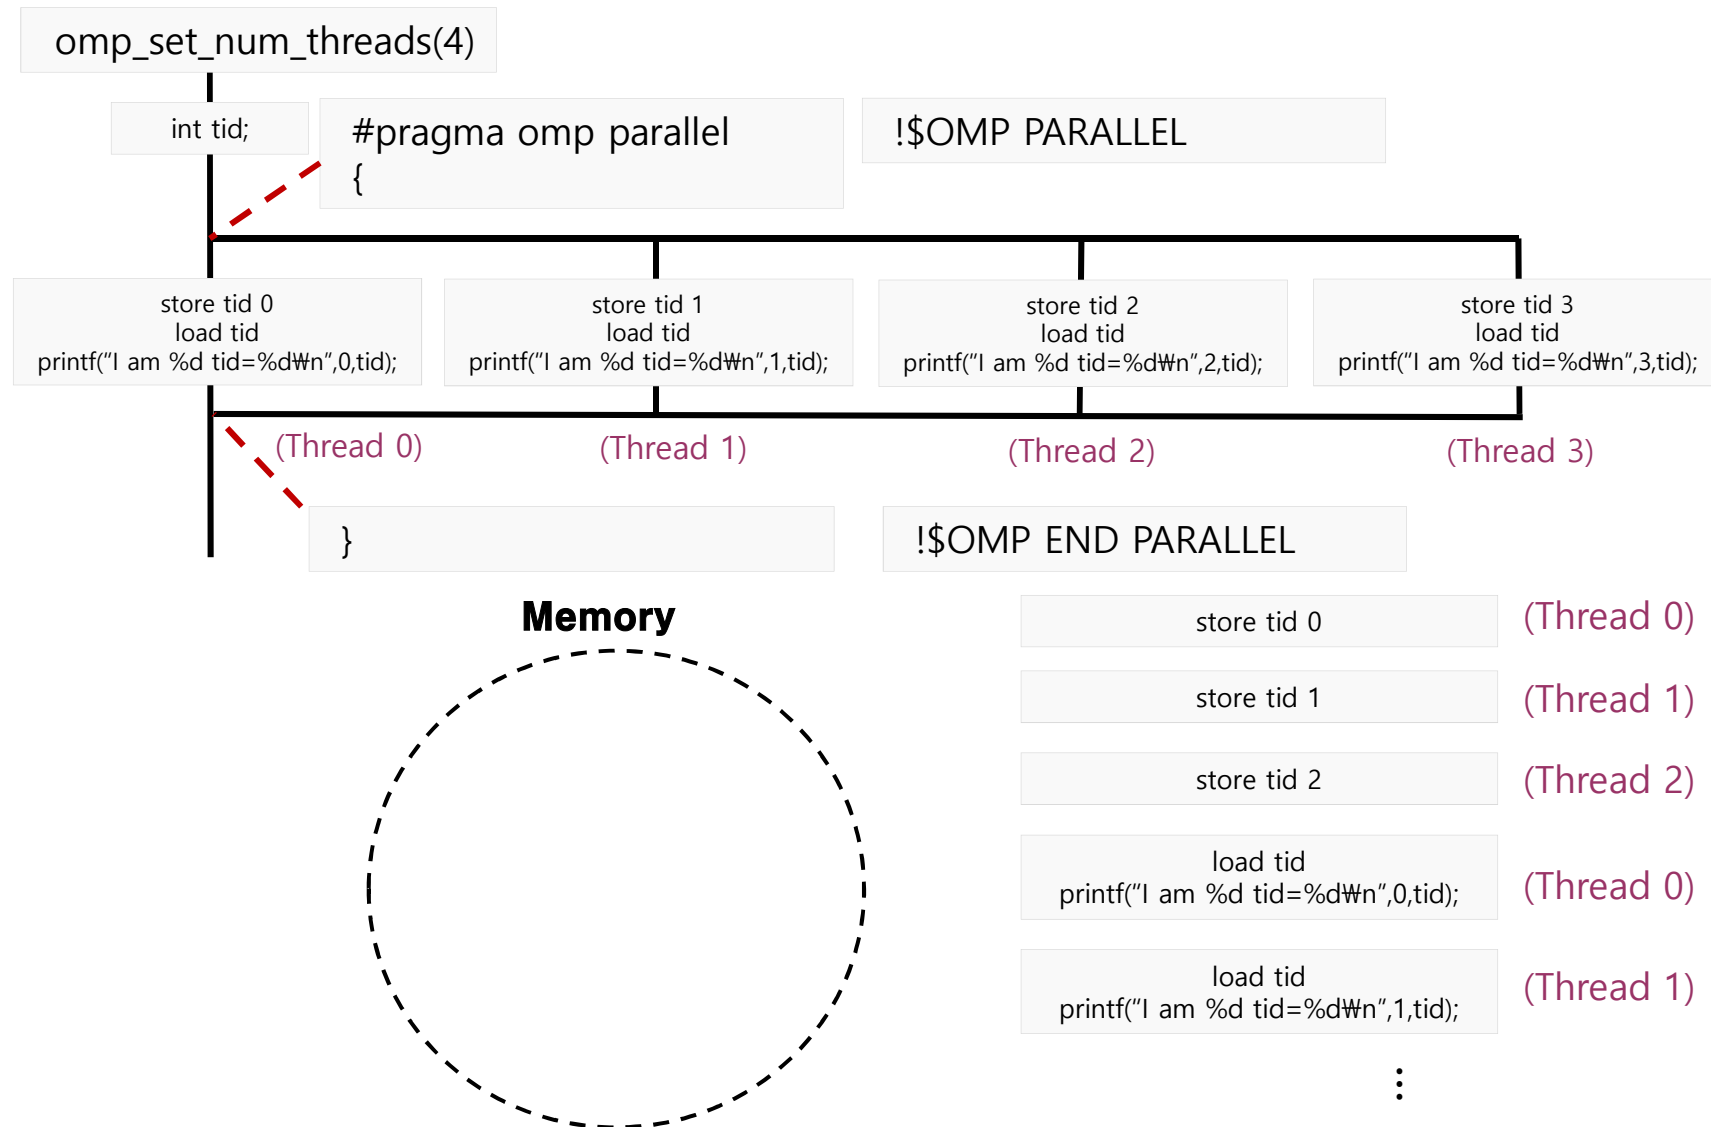 omp_set_num_threads(4)
int tid;
#pragma omp parallel
{
!$OMP PARALLEL
store tid 0
load tid
printf(“I am %d tid=%d₩n”,0,tid);
store tid 1
load tid
printf(“I am %d tid=%d₩n”,1,tid);
store tid 2
load tid
printf(“I am %d tid=%d₩n”,2,tid);
store tid 3
load tid
printf(“I am %d tid=%d₩n”,3,tid);
(Thread 0)
(Thread 1)
(Thread 2)
(Thread 3)
}
!$OMP END PARALLEL
Memory
store tid 0
(Thread 0)
store tid 1
(Thread 1)
store tid 2
(Thread 2)
load tid
printf(“I am %d tid=%d₩n”,0,tid);
(Thread 0)
load tid
printf(“I am %d tid=%d₩n”,1,tid);
(Thread 1)
⋮